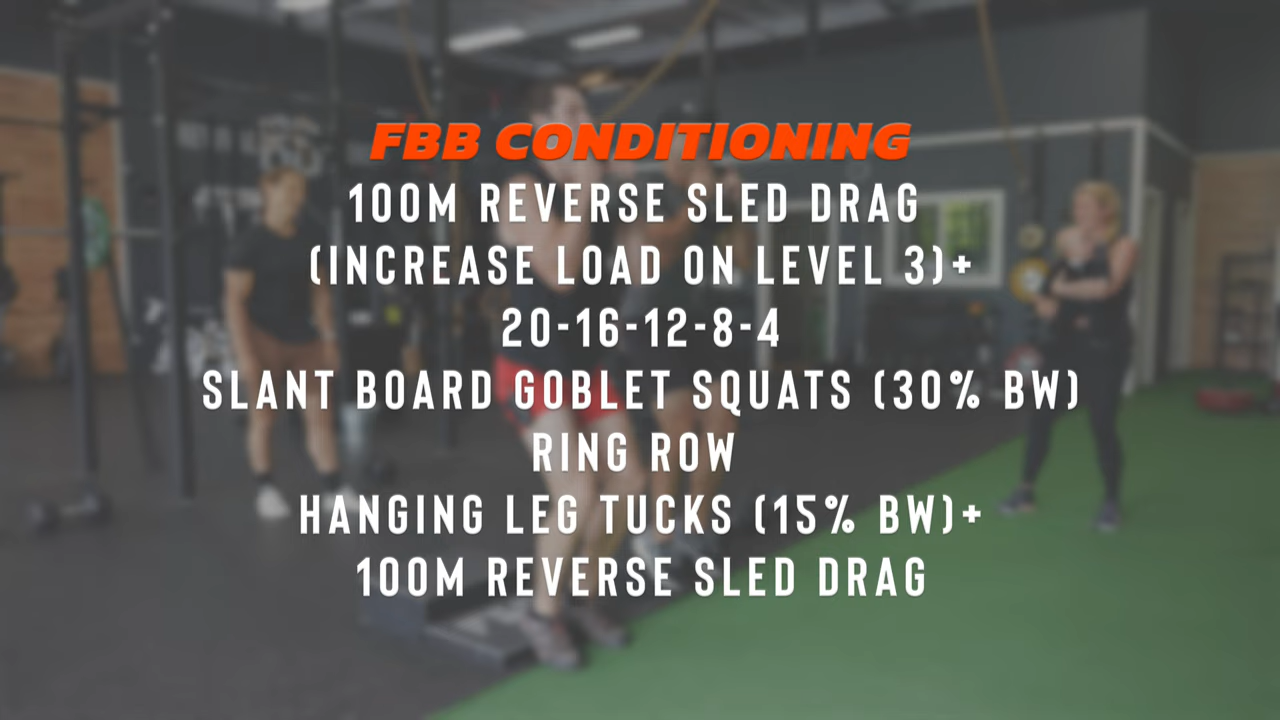 FBB CONDITIONING
100M REVERSE SLED DRAG
(INCREASE LOAD ON LEVEL 3)+
20-16-12-8-4
SLANT BOARD GOBLET SQUATS (30% BW)
RING ROW
HANGING LEG TUCKS (15% BW)+
100M REVERSE SLED DRAG